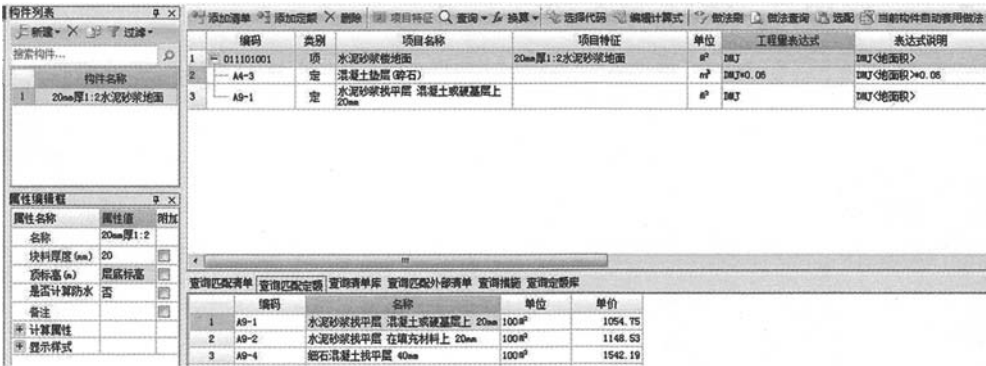 构件列表
新建 过滤
搜索构件...
构件名称
1 20mm厚1:2水泥砂浆地面
属性编辑框
属性名称 属性值 附加
名称 20mm厚1:2
块料厚度(mm) 20
顶标高(m) 层底标高
是否计算防水 否
备注
计算属性
显示样式
添加清单 添加定额 删除 项目特征 查询 换算 选择代码 编辑计算式 做法刷 做法查询 选配 当前构件自动套用做法
编码 类别 项目名称 项目特征 单位 工程量表达式 表达式说明
1 011101001 项 水泥砂浆楼地面 20mm厚1:2水泥砂浆地面 m² DMJ DMJ<地面积>
2 A4-3 定 混凝土垫层(碎石) m³ DMJ*0.06 DMJ<地面积>*0.06
3 A9-1 定 水泥砂浆找平层 混凝土或硬基层上 20mm m² DMJ DMJ<地面积>
查询匹配清单 查询匹配定额 查询清单库 查询匹配外部清单 查询措施 查询定额库
编码 名称 单位 单价
1 A9-1 水泥砂浆找平层 混凝土或硬基层上 20mm 100m² 1054.75
2 A9-2 水泥砂浆找平层 在填充材料上 20mm 100m² 1148.53
3 A9-4 细石混凝土找平层 40mm 100m² 1542.19